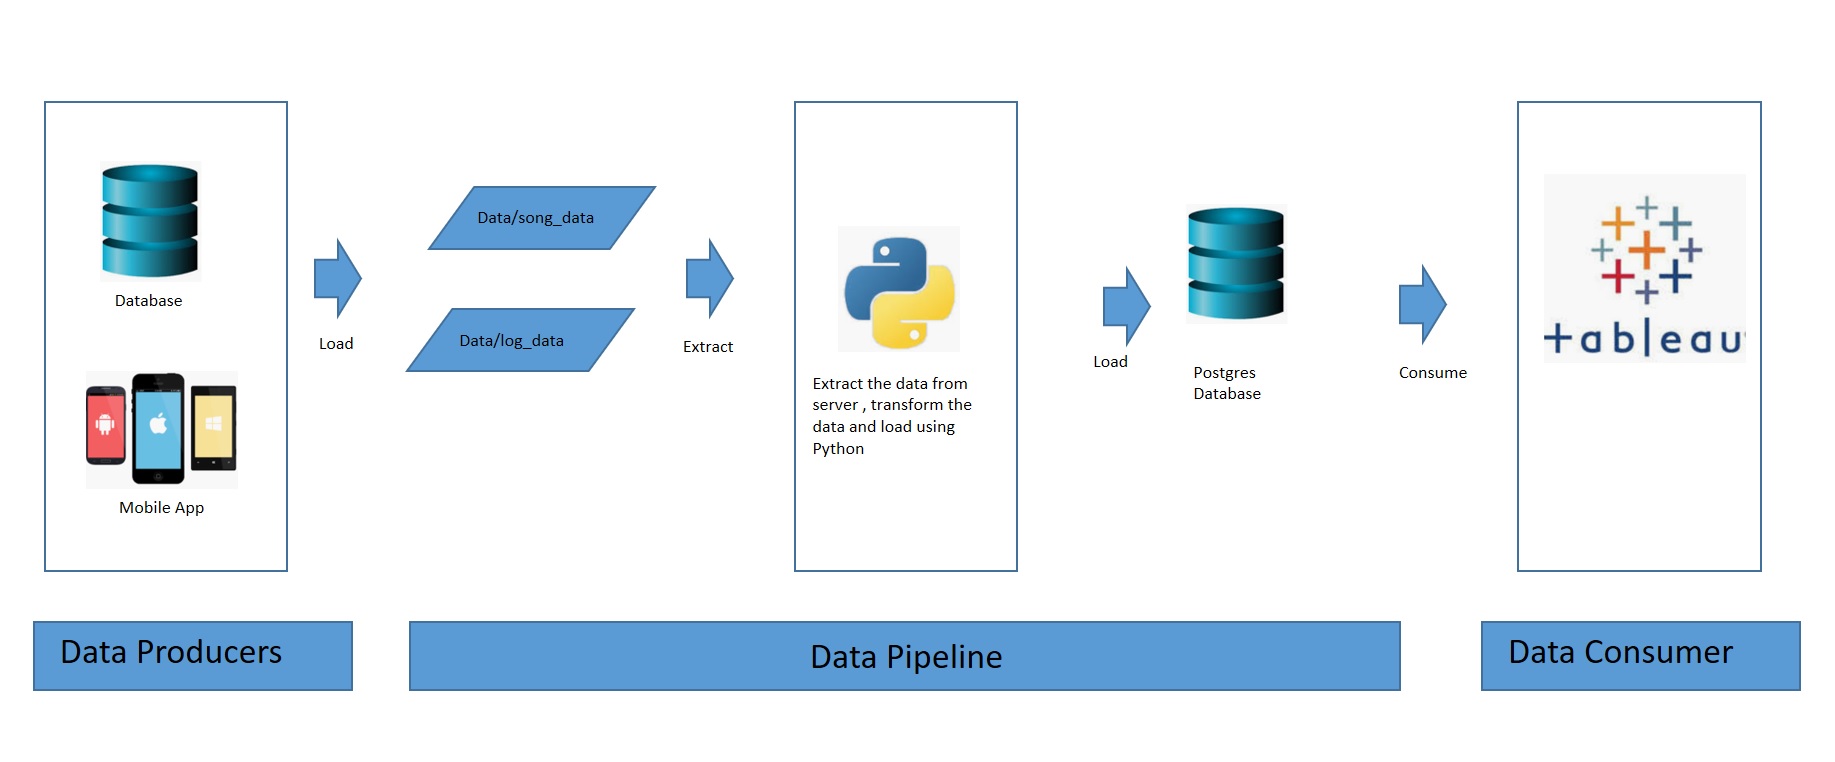 Database
Mobile App
Load
Data/song_data
Data/log_data
Extract
Extract the data from
server , transform the
data and load using
Python
Load
Postgres
Database
Consume
+ableau
Data Producers
Data Pipeline
Data Consumer